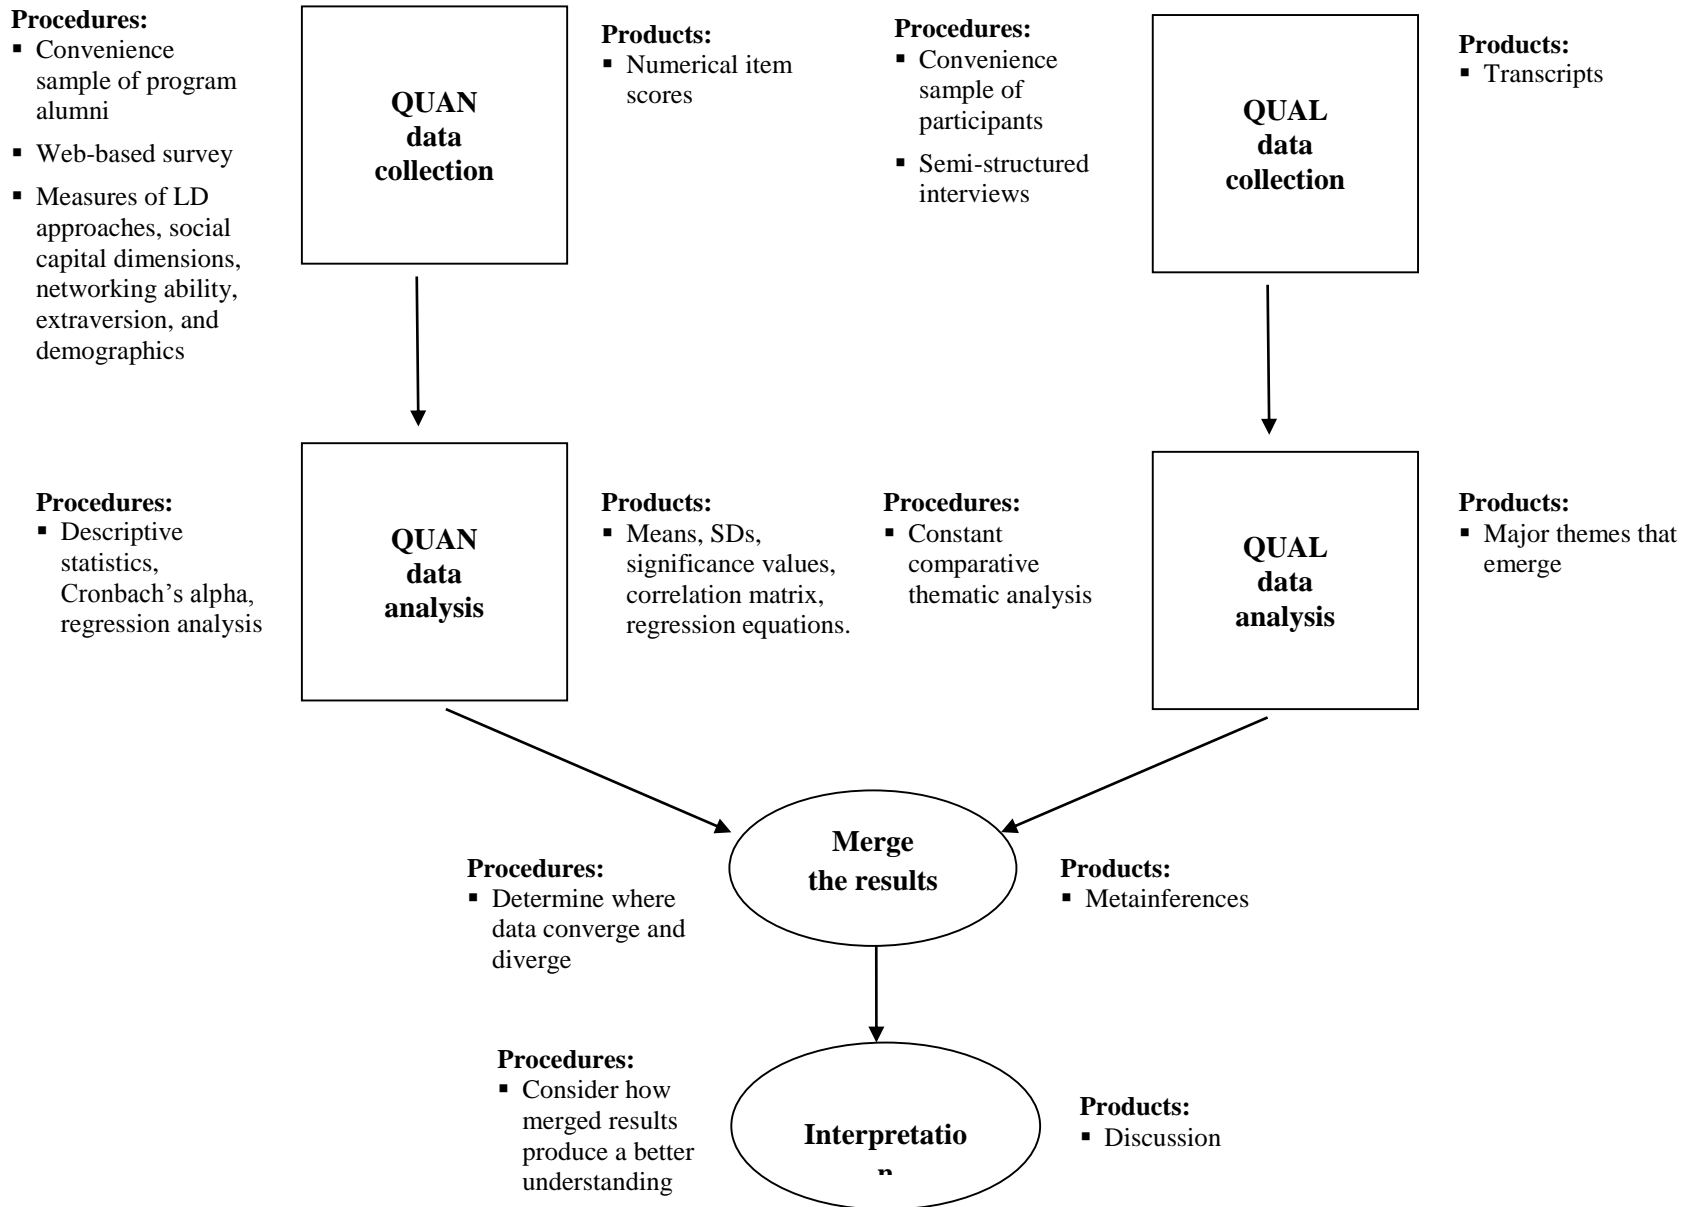 Procedures:
▪ Convenience
sample of program
alumni
▪ Web-based survey
▪ Measures of LD
approaches, social
capital dimensions,
networking ability,
extraversion, and
demographics
QUAN
data
collection
Products:
▪ Numerical item
scores
Procedures:
▪ Convenience
sample of
participants
▪ Semi-structured
interviews
QUAL
data
collection
Products:
▪ Transcripts
Procedures:
▪ Descriptive
statistics,
Cronbach’s alpha,
regression analysis
QUAN
data
analysis
Products:
▪ Means, SDs,
significance values,
correlation matrix,
regression equations.
Procedures:
▪ Constant
comparative
thematic analysis
QUAL
data
analysis
Products:
▪ Major themes that
emerge
Procedures:
▪ Determine where
data converge and
diverge
Merge
the results
Products:
▪ Metainferences
Procedures:
▪ Consider how
merged results
produce a better
understanding
Interpretatio
n
Products:
▪ Discussion